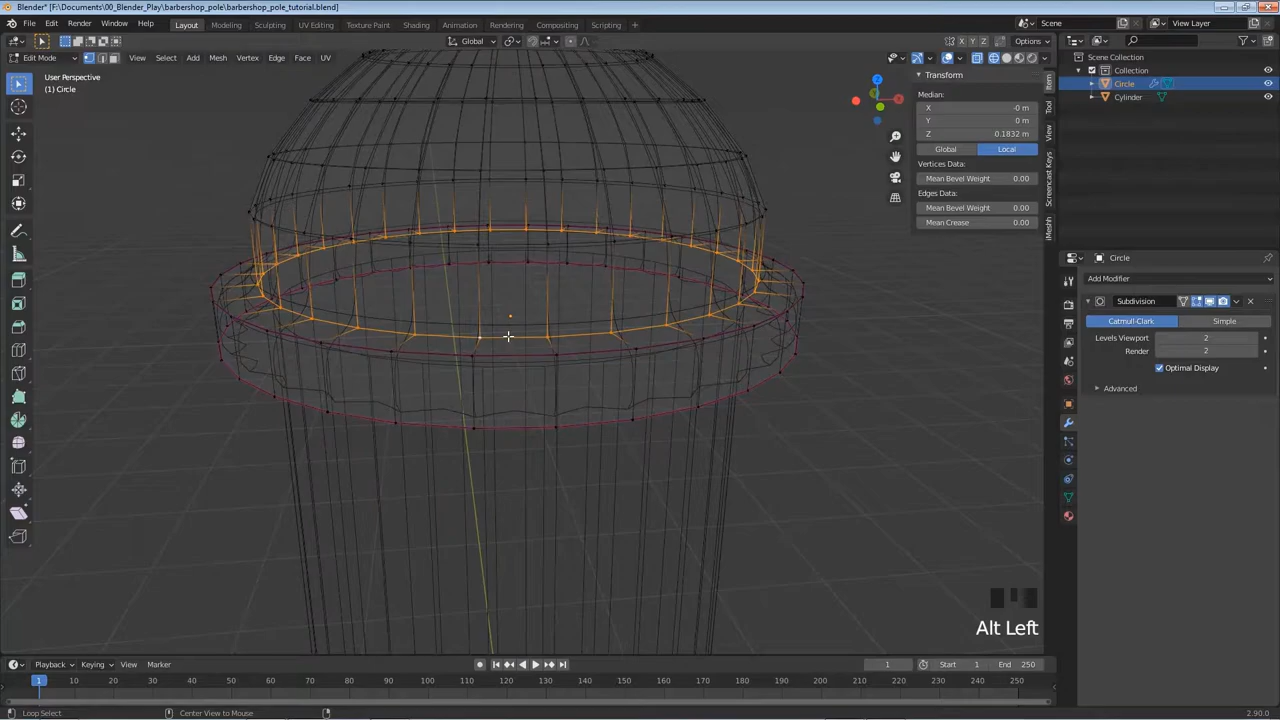 Blender* [F:\Documents\00_Blender_Play\barbershop_pole\barbershop_pole_tutorial.blend]
File Edit Render Window Help Layout Modeling Sculpting UV Editing Texture Paint Shading Animation Rendering Compositing Scripting + Scene View Layer
Global Options
Edit Mode View Select Add Mesh Vertex Edge Face UV X Y Z
User Perspective
(1) Circle
Transform
Median:
X -0 m
Y 0 m
Z 0.1832 m
Global Local
Vertices Data:
Mean Bevel Weight 0.00
Edges Data:
Mean Bevel Weight 0.00
Mean Crease 0.00
Item
Tool
View
Screencast Keys
iMeshh
Z
Scene Collection
Collection
Circle
Cylinder
Circle
Add Modifier
Subdivision
Catmull-Clark Simple
Levels Viewport 2
Render 2
Optimal Display
Advanced
Alt Left
Playback Keying View Marker 1 Start 1 End 250
1 10 20 30 40 50 60 70 80 90 100 110 120 130 140 150 160 170 180 190 200 210 220 230 240 250
Loop Select Center View to Mouse 2.90.0